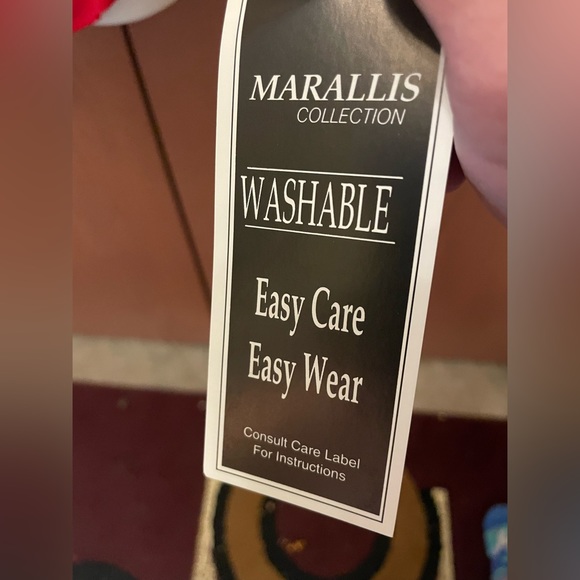 MARALLIS
COLLECTION
WASHABLE
Easy Care
Easy Wear
Consult Care Label
For Instructions